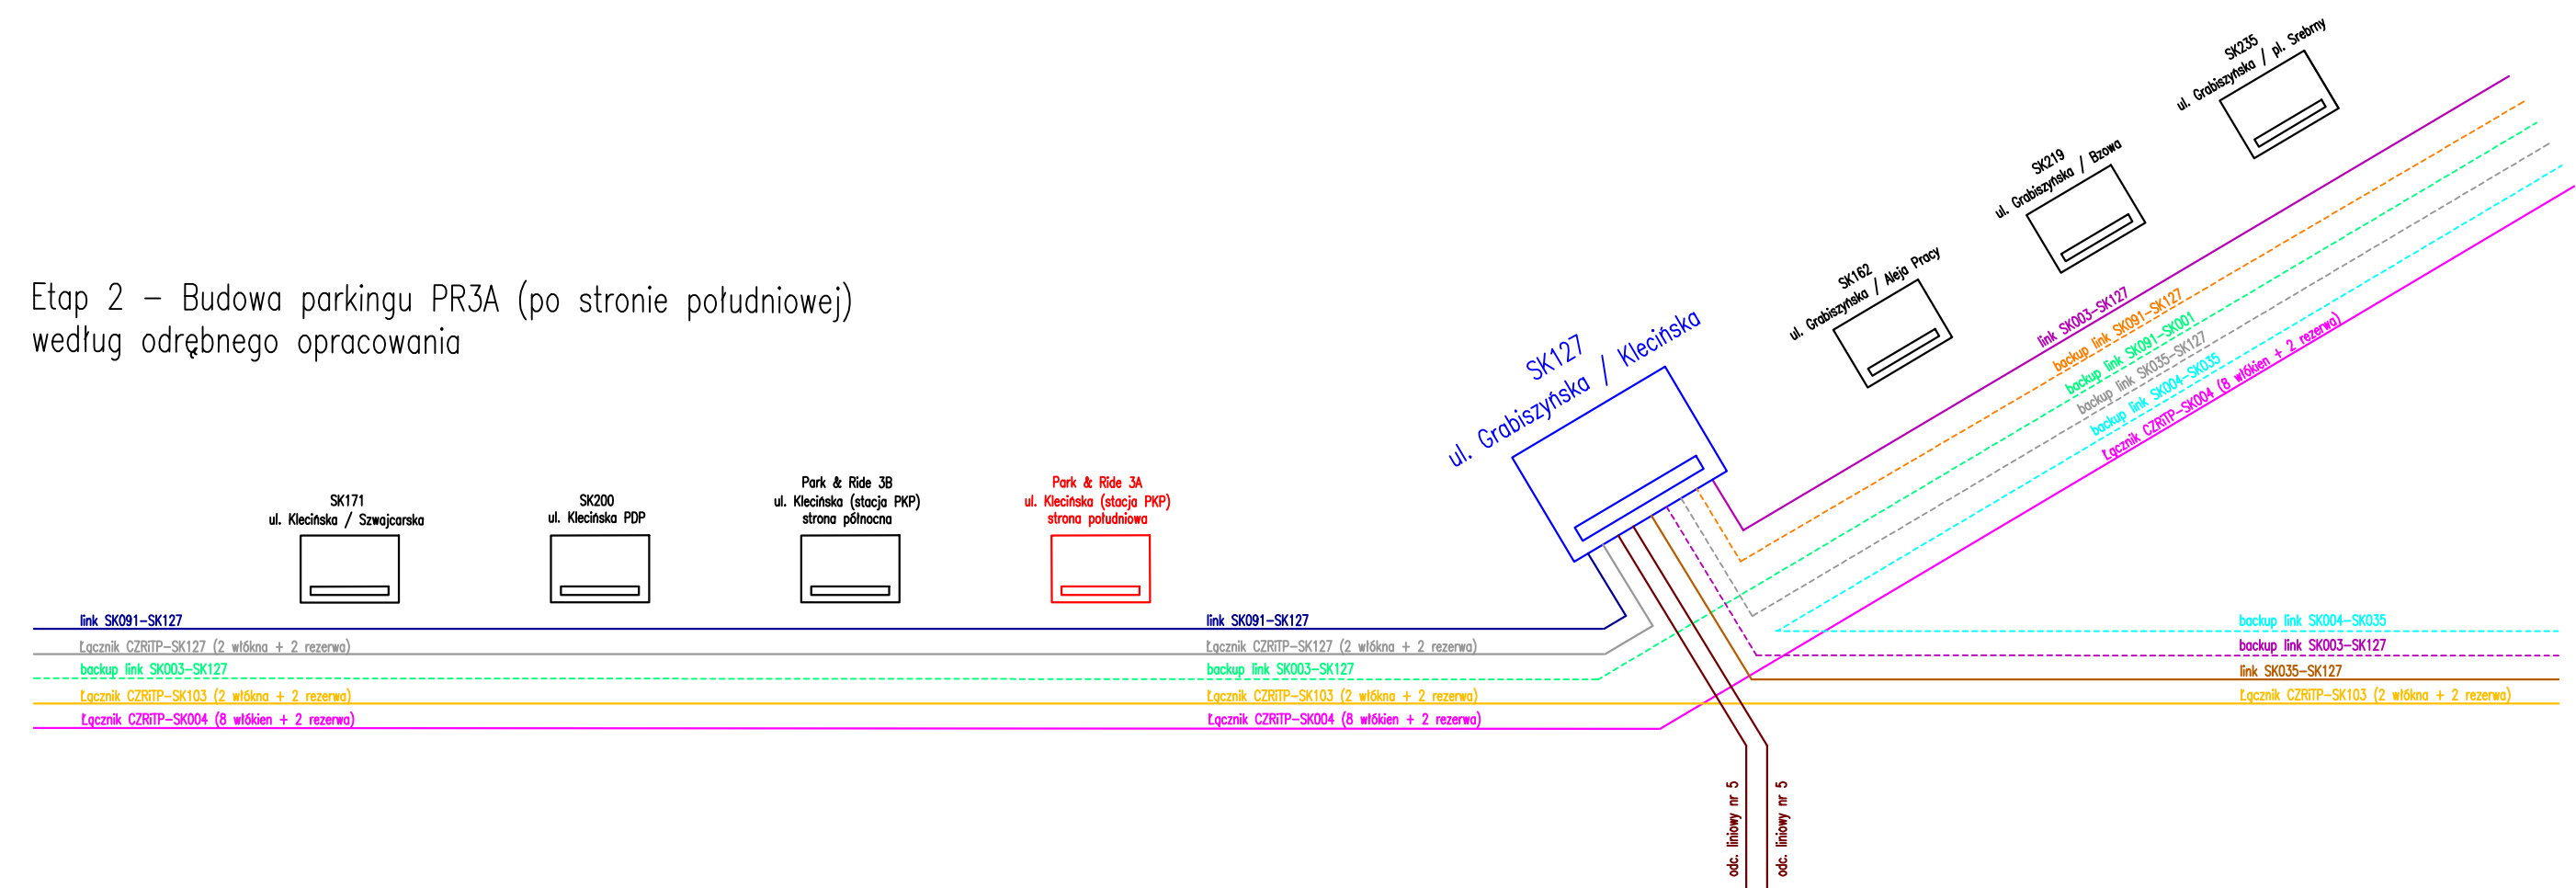 SK235
ul. Grabiszyńska / pl. Srebrny
SK219
ul. Grabiszyńska / Bzowa
SK162
ul. Grabiszyńska / Aleja Pracy
Etap 2 – Budowa parkingu PR3A (po stronie południowej)
według odrębnego opracowania
SK127
ul. Grabiszyńska / Klecińska
link SK003-SK127
backup link SK091-SK127
backup link SK091-SK001
backup link SK035-SK127
backup link SK004-SK035
Łącznik CZRiTP-SK004 (8 włókien + 2 rezerwa)
SK171
ul. Klecińska / Szwajcarska
SK200
ul. Klecińska PDP
Park & Ride 3B
ul. Klecińska (stacja PKP)
strona północna
Park & Ride 3A
ul. Klecińska (stacja PKP)
strona południowa
link SK091-SK127
Łącznik CZRiTP-SK127 (2 włókna + 2 rezerwa)
backup link SK003-SK127
Łącznik CZRiTP-SK103 (2 włókna + 2 rezerwa)
Łącznik CZRiTP-SK004 (8 włókien + 2 rezerwa)
link SK091-SK127
Łącznik CZRiTP-SK127 (2 włókna + 2 rezerwa)
backup link SK003-SK127
Łącznik CZRiTP-SK103 (2 włókna + 2 rezerwa)
Łącznik CZRiTP-SK004 (8 włókien + 2 rezerwa)
backup link SK004-SK035
backup link SK003-SK127
link SK035-SK127
Łącznik CZRiTP-SK103 (2 włókna + 2 rezerwa)
odc. liniowy nr 5
odc. liniowy nr 5